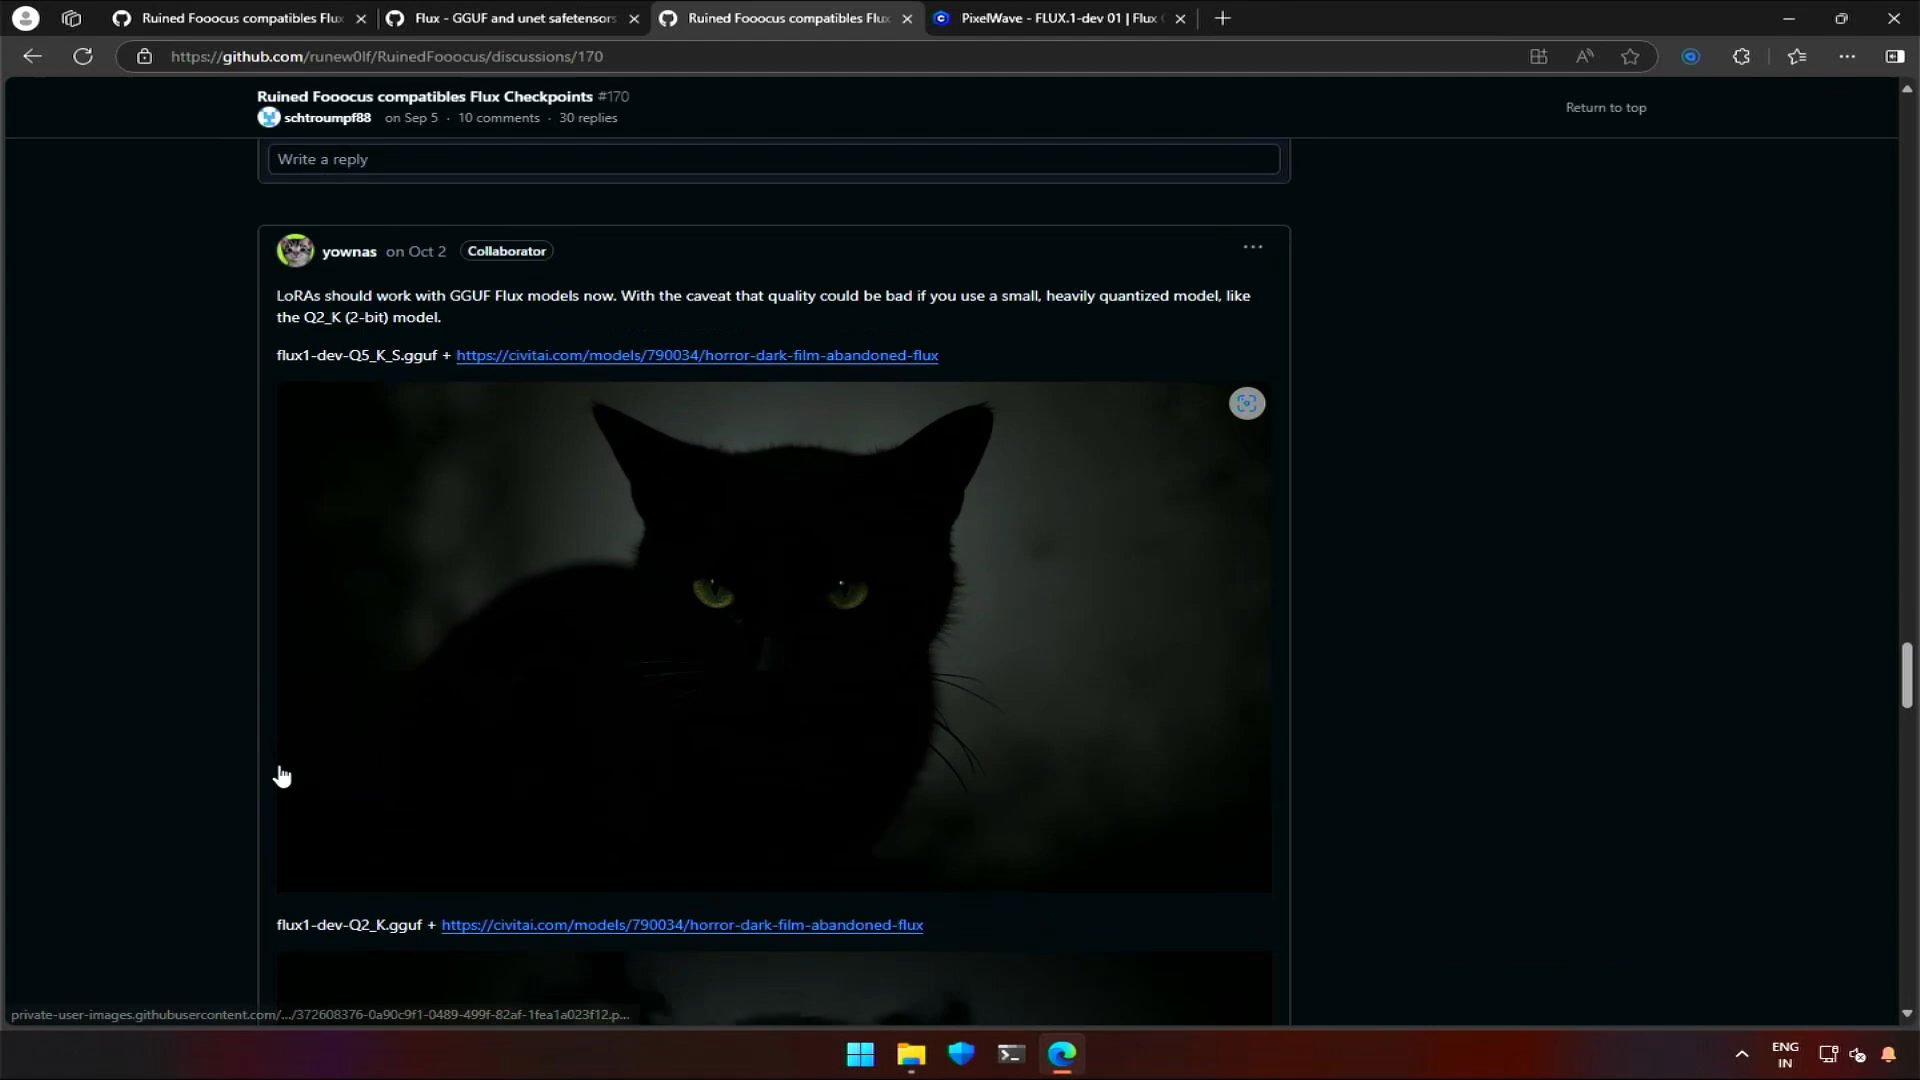 Ruined Fooocus compatibles Flux
Flux - GGUF and unet safetensors
Ruined Fooocus compatibles Flux
PixelWave - FLUX.1-dev 01 | Flux
https://github.com/runew0lf/RuinedFooocus/discussions/170
Ruined Fooocus compatibles Flux Checkpoints #170
schtroumpf88 on Sep 5 · 10 comments · 30 replies
Return to top
Write a reply
yownas on Oct 2 Collaborator
LoRAs should work with GGUF Flux models now. With the caveat that quality could be bad if you use a small, heavily quantized model, like
the Q2_K (2-bit) model.
flux1-dev-Q5_K_S.gguf + https://civitai.com/models/790034/horror-dark-film-abandoned-flux
flux1-dev-Q2_K.gguf + https://civitai.com/models/790034/horror-dark-film-abandoned-flux
private-user-images.githubusercontent.com/.../372608376-0a90c9f1-0489-499f-82af-1fea1a023f12.p...
ENG
IN